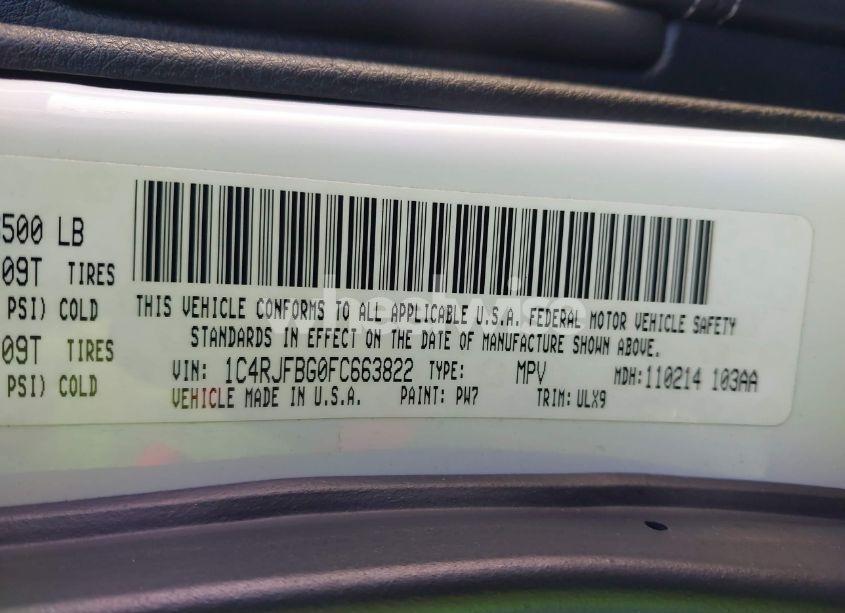 500 LB
09T TIRES
PSI) COLD
09T TIRES
PSI) COLD
THIS VEHICLE CONFORMS TO ALL APPLICABLE U.S.A. FEDERAL MOTOR VEHICLE SAFETY
STANDARDS IN EFFECT ON THE DATE OF MANUFACTURE SHOWN ABOVE.
VIN: 1C4RJFBG0FC663822 TYPE: MPV MDH:110214 103AA
VEHICLE MADE IN U.S.A. PAINT: PW7 TRIM: ULX9
wheelwise